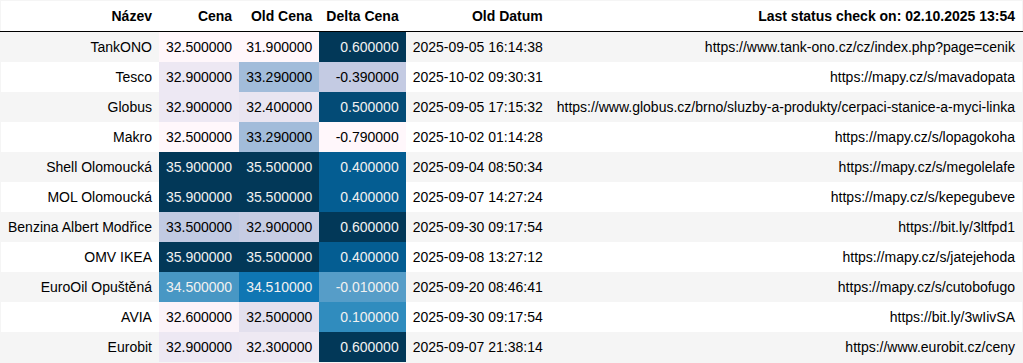 Název Cena Old Cena Delta Cena Old Datum Last status check on: 02.10.2025 13:54
TankONO 32.500000 31.900000 0.600000 2025-09-05 16:14:38 https://www.tank-ono.cz/cz/index.php?page=cenik
Tesco 32.900000 33.290000 -0.390000 2025-10-02 09:30:31 https://mapy.cz/s/mavadopata
Globus 32.900000 32.400000 0.500000 2025-09-05 17:15:32 https://www.globus.cz/brno/sluzby-a-produkty/cerpaci-stanice-a-myci-linka
Makro 32.500000 33.290000 -0.790000 2025-10-02 01:14:28 https://mapy.cz/s/lopagokoha
Shell Olomoucká 35.900000 35.500000 0.400000 2025-09-04 08:50:34 https://mapy.cz/s/megolelafe
MOL Olomoucká 35.900000 35.500000 0.400000 2025-09-07 14:27:24 https://mapy.cz/s/kepegubeve
Benzina Albert Modřice 33.500000 32.900000 0.600000 2025-09-30 09:17:54 https://bit.ly/3ltfpd1
OMV IKEA 35.900000 35.500000 0.400000 2025-09-08 13:27:12 https://mapy.cz/s/jatejehoda
EuroOil Opuštěná 34.500000 34.510000 -0.010000 2025-09-20 08:46:41 https://mapy.cz/s/cutobofugo
AVIA 32.600000 32.500000 0.100000 2025-09-30 09:17:54 https://bit.ly/3wIivSA
Eurobit 32.900000 32.300000 0.600000 2025-09-07 21:38:14 https://www.eurobit.cz/ceny